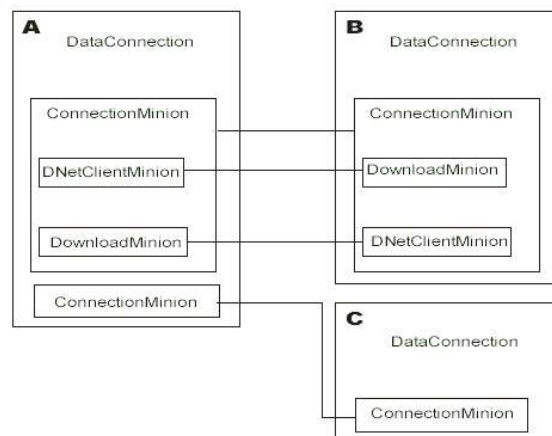 A
DataConnection
ConnectionMinion
DNetClientMinion
DownloadMinion
ConnectionMinion
B
DataConnection
ConnectionMinion
DownloadMinion
DNetClientMinion
C
DataConnection
ConnectionMinion